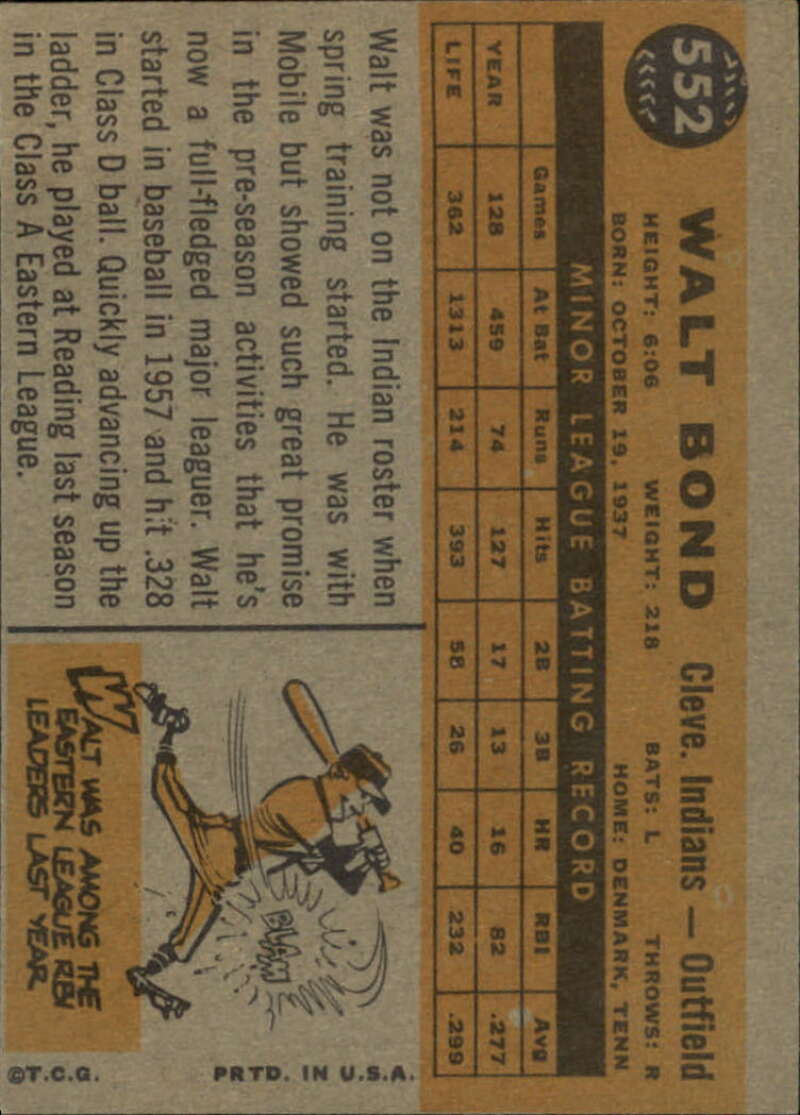 552
WALT BOND Cleve. Indians — Outfield
HEIGHT: 6:06 WEIGHT: 218 BATS: L THROWS: R
BORN: OCTOBER 19, 1937 HOME: DENMARK, TENN
MINOR LEAGUE BATTING RECORD
Games At Bat Runs Hits 2B 3B HR RBI Avg
YEAR 128 459 74 127 17 13 16 82 .277
LIFE 362 1313 214 393 58 26 40 232 .299
Walt was not on the Indian roster when
spring training started. He was with
Mobile but showed such great promise
in the pre-season activities that he's
now a full-fledged major leaguer. Walt
started in baseball in 1957 and hit .328
in Class D ball. Quickly advancing up the
ladder, he played at Reading last season
in the Class A Eastern League.
BLAM
WALT WAS AMONG THE
EASTERN LEAGUE RBI
LEADERS LAST YEAR
©T.C.G. PRTD. IN U.S.A.